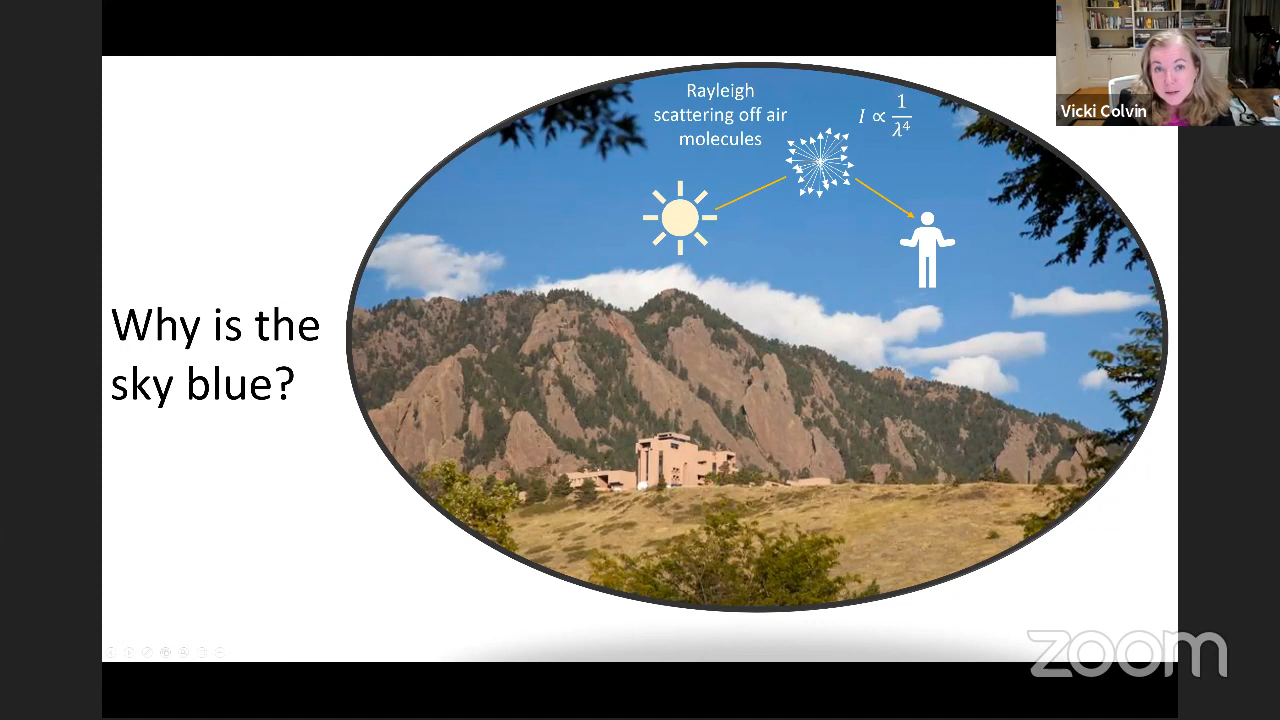 Rayleigh
scattering off air
molecules
I ∝ 1/λ⁴
Vicki Colvin
Why is the
sky blue?
zoom